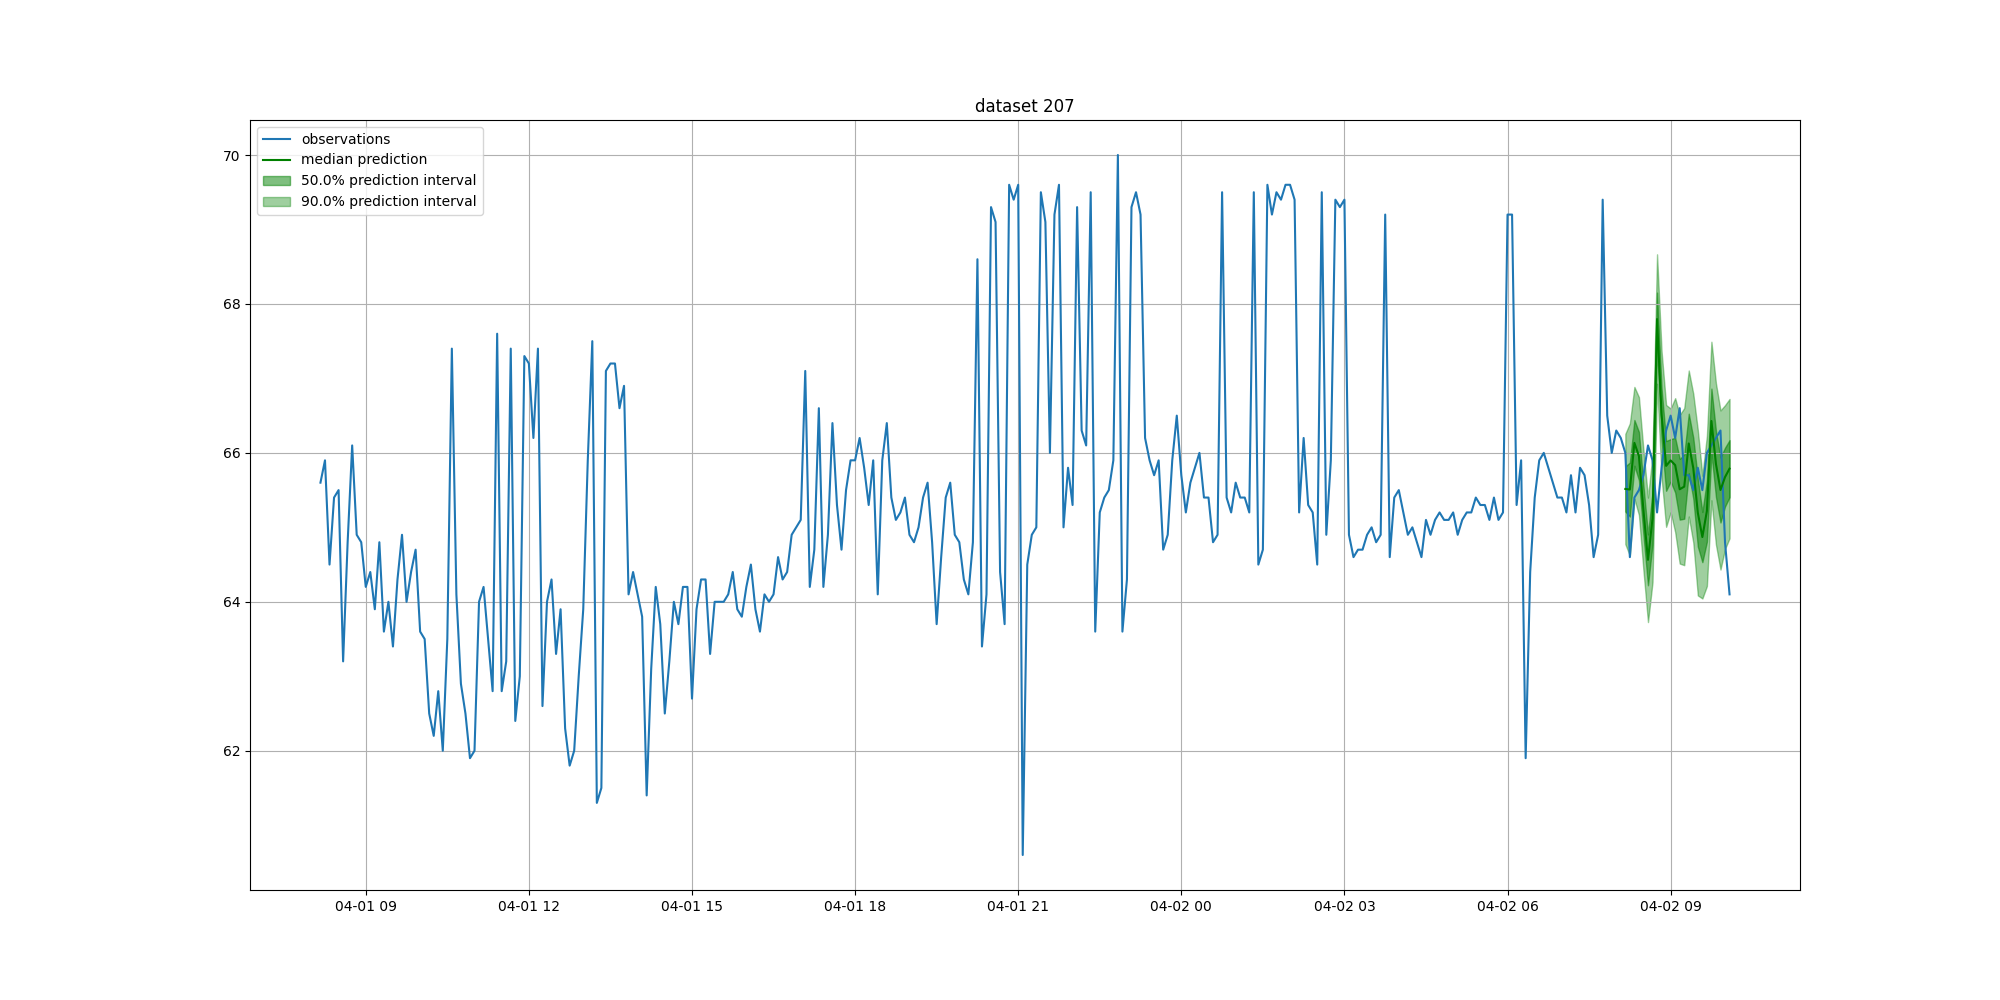 dataset 207
observations
median prediction
50.0% prediction interval
90.0% prediction interval
70
68
66
64
62
04-01 09
04-01 12
04-01 15
04-01 18
04-01 21
04-02 00
04-02 03
04-02 06
04-02 09